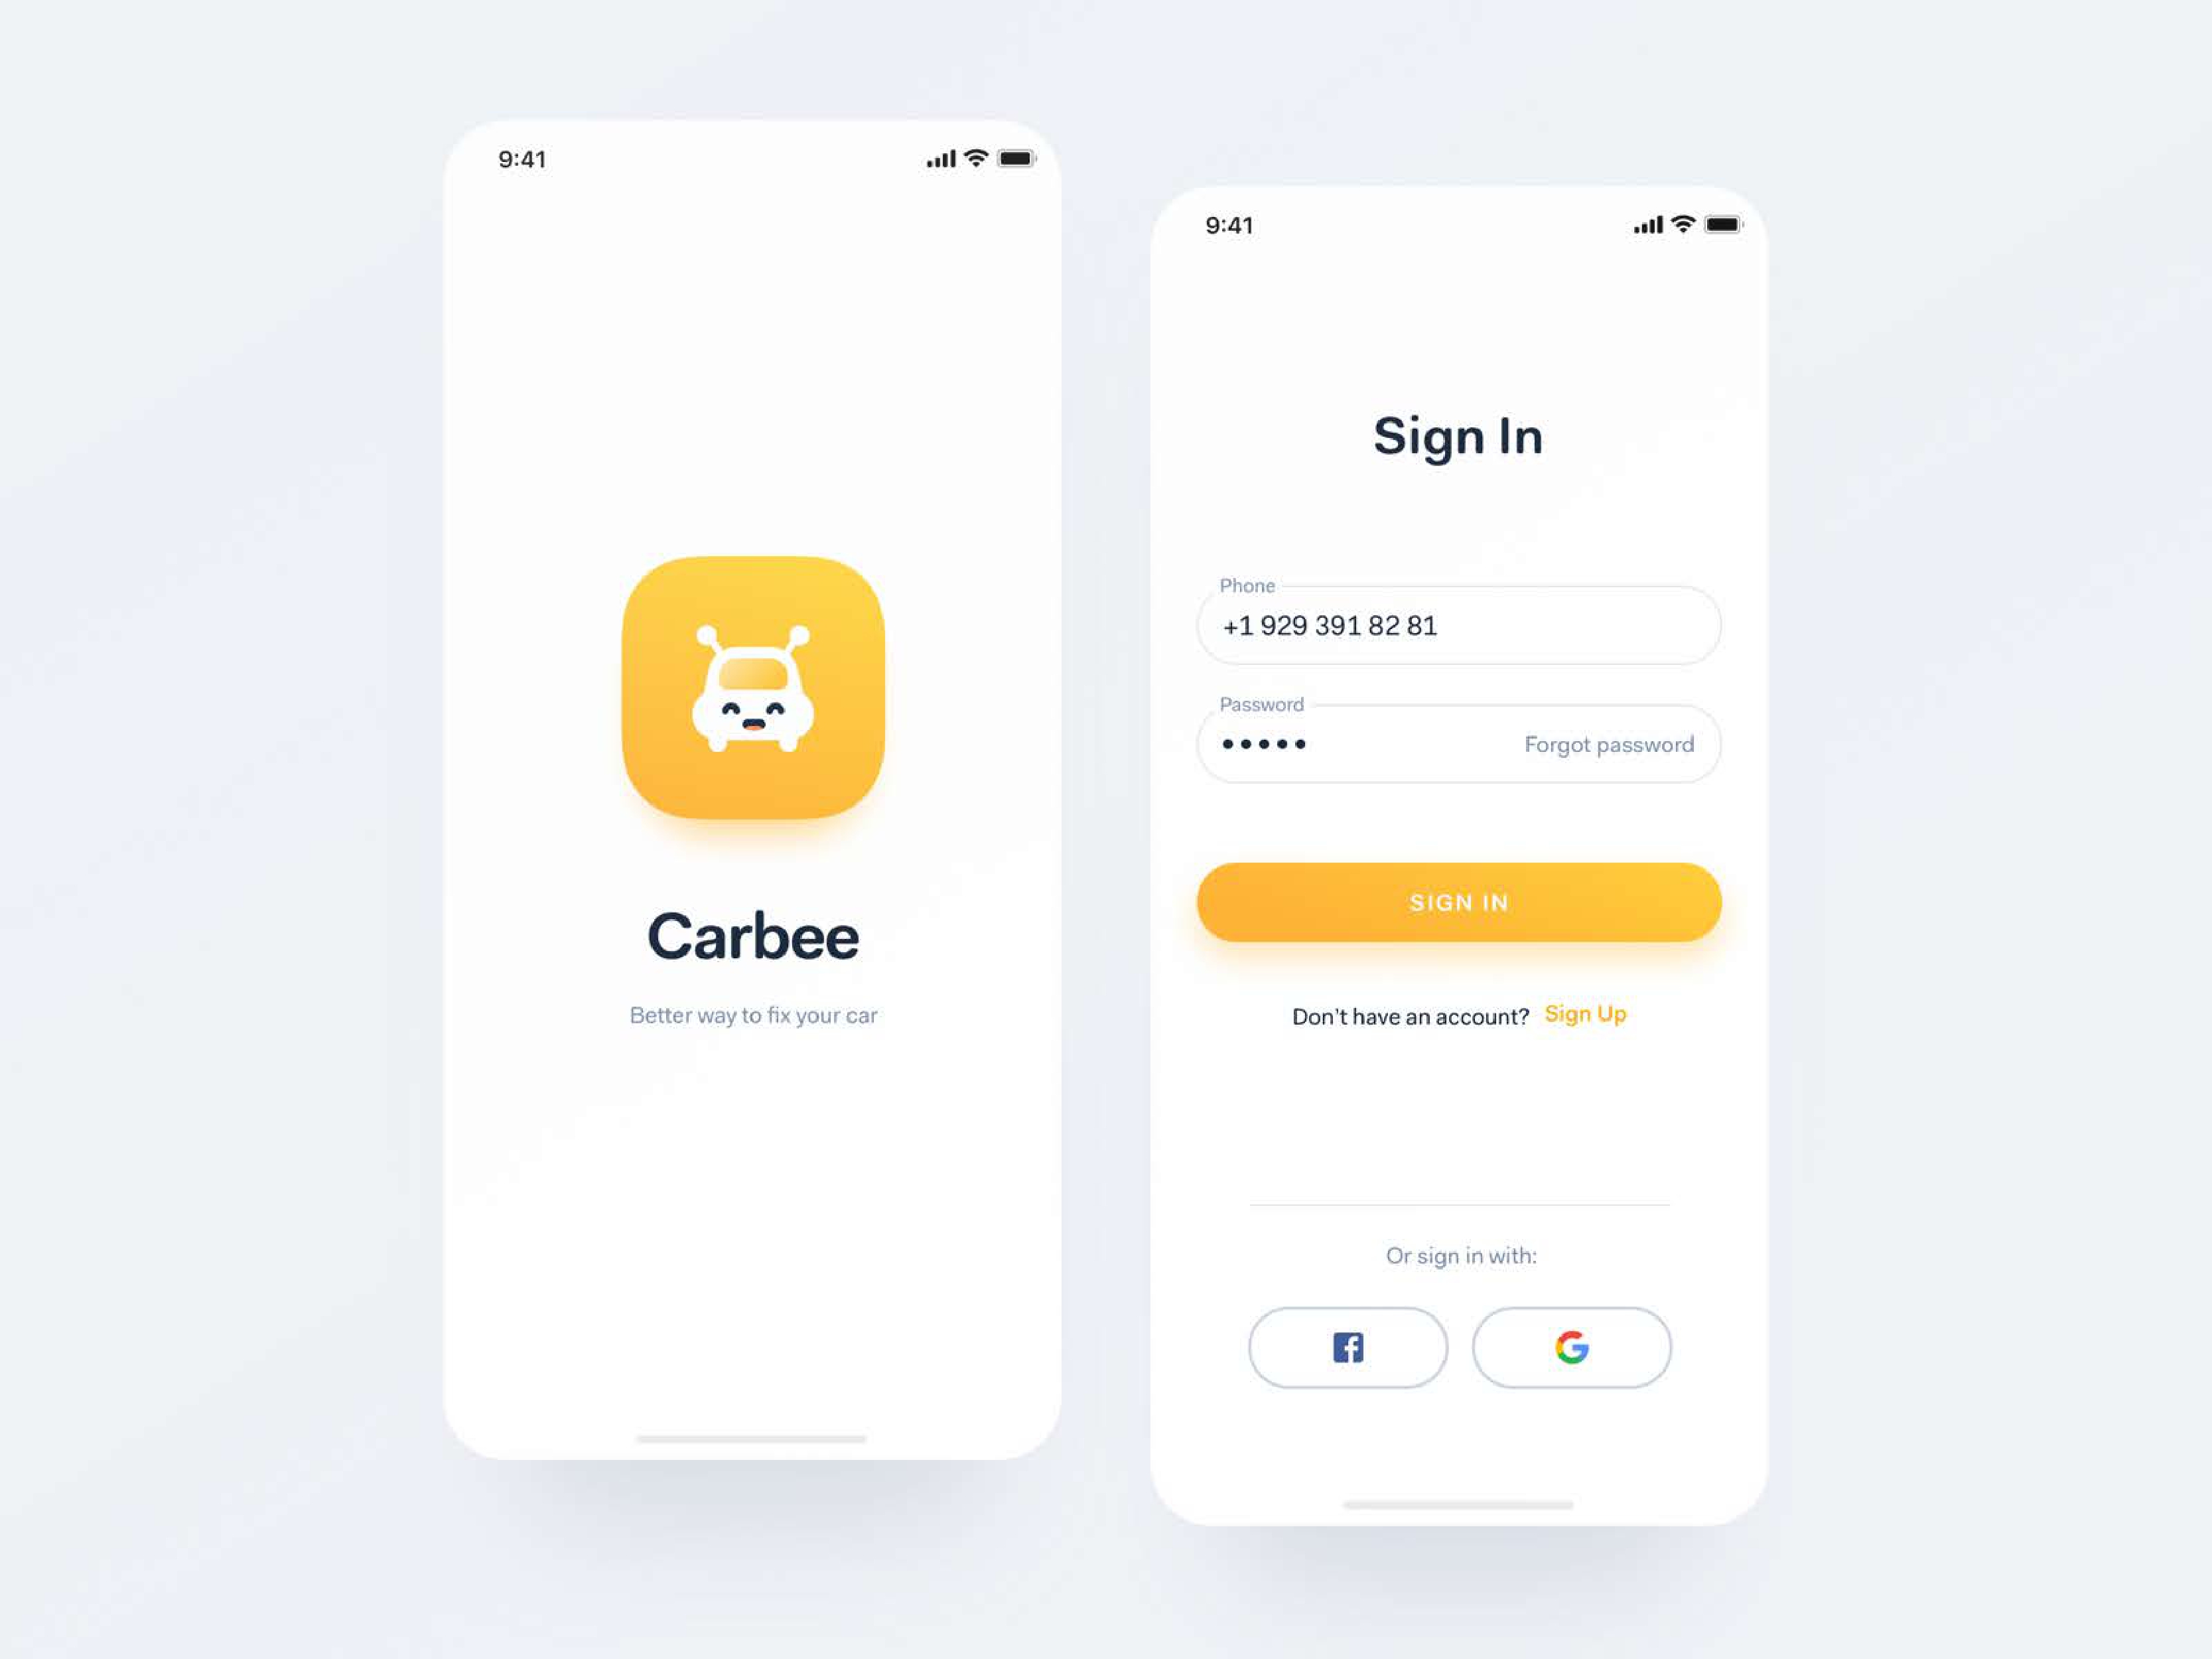 9:41
Carbee
Better way to fix your car
9:41
Sign In
Phone
+1 929 391 82 81
Password
•••••
Forgot password
SIGN IN
Don't have an account? Sign Up
Or sign in with: